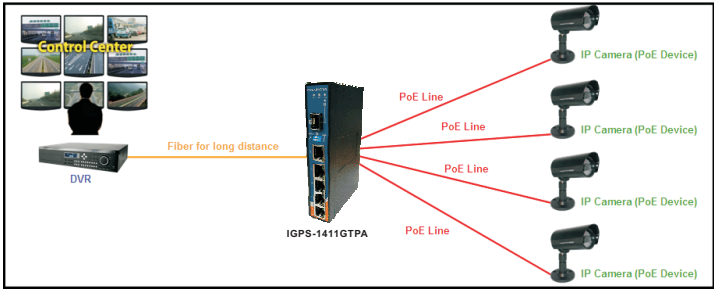 Control Center
IP Camera (PoE Device)
PoE Line
IP Camera (PoE Device)
PoE Line
Fiber for long distance
PoE Line
DVR
IP Camera (PoE Device)
PoE Line
IGPS-1411GTPA
IP Camera (PoE Device)